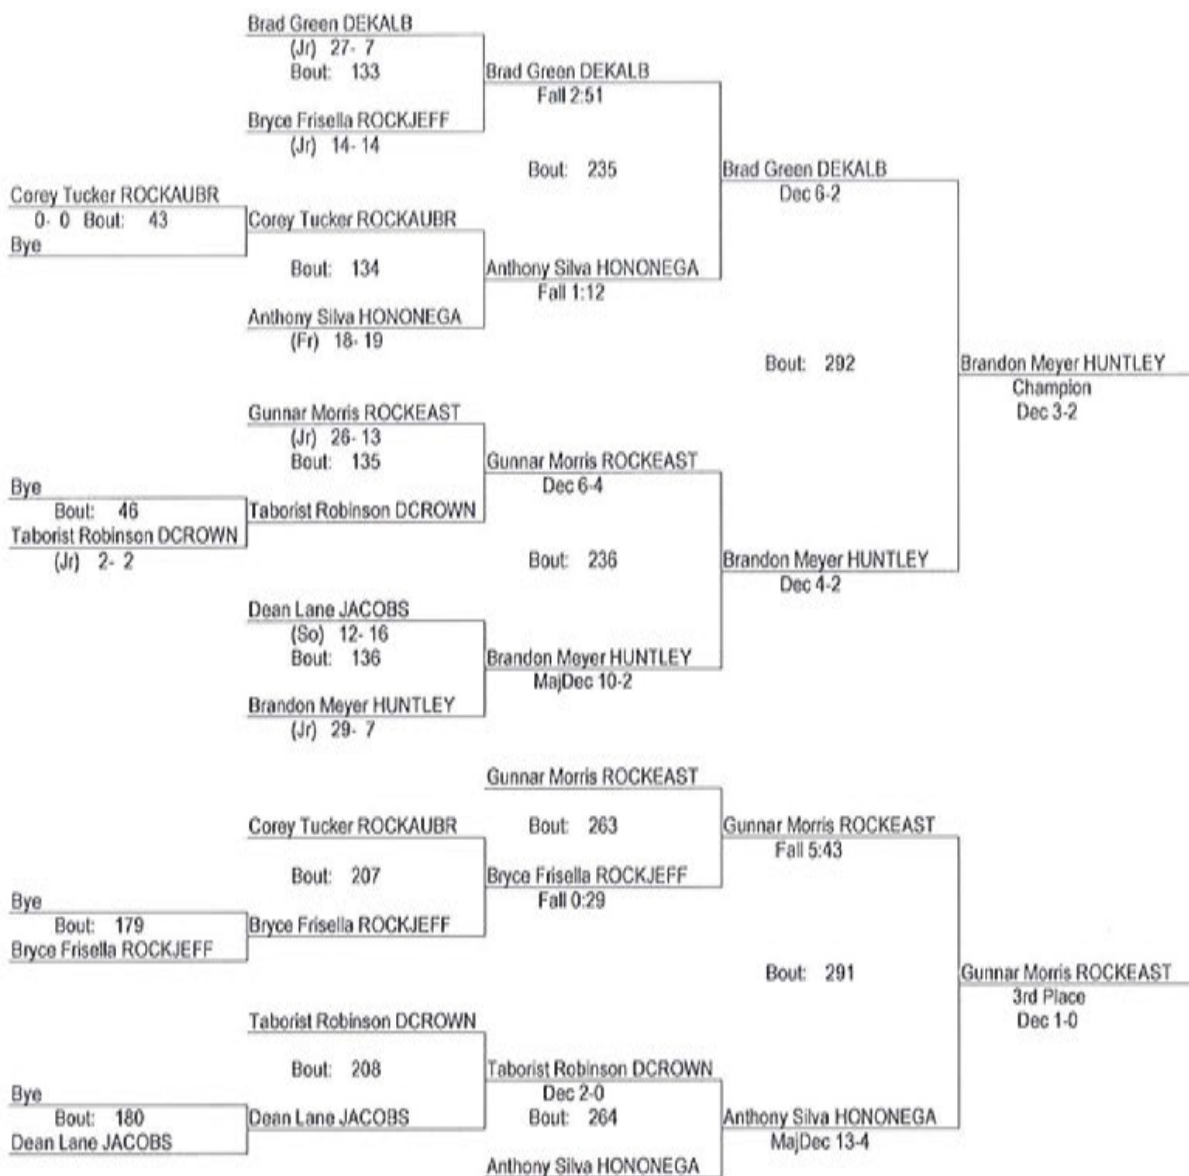 Brad Green DEKALB
(Jr) 27- 7
Bout: 133
Bryce Frisella ROCKJEFF
(Jr) 14- 14
Brad Green DEKALB
Fall 2:51
Bout: 235
Brad Green DEKALB
Dec 6-2
Corey Tucker ROCKAUBR
0- 0 Bout: 43
Bye
Corey Tucker ROCKAUBR
Bout: 134
Anthony Silva HONONEGA
(Fr) 18- 19
Anthony Silva HONONEGA
Fall 1:12
Bout: 292
Brandon Meyer HUNTLEY
Champion
Dec 3-2
Gunnar Morris ROCKEAST
(Jr) 26- 13
Bout: 135
Gunnar Morris ROCKEAST
Dec 6-4
Bye
Bout: 46
Taborist Robinson DCROWN
(Jr) 2- 2
Taborist Robinson DCROWN
Bout: 236
Brandon Meyer HUNTLEY
Dec 4-2
Dean Lane JACOBS
(So) 12- 16
Bout: 136
Brandon Meyer HUNTLEY
(Jr) 29- 7
Brandon Meyer HUNTLEY
MajDec 10-2
Gunnar Morris ROCKEAST
Bout: 263
Gunnar Morris ROCKEAST
Fall 5:43
Corey Tucker ROCKAUBR
Bout: 207
Bryce Frisella ROCKJEFF
Fall 0:29
Bye
Bout: 179
Bryce Frisella ROCKJEFF
Bryce Frisella ROCKJEFF
Bout: 291
Gunnar Morris ROCKEAST
3rd Place
Dec 1-0
Taborist Robinson DCROWN
Bout: 208
Taborist Robinson DCROWN
Dec 2-0
Bout: 264
Bye
Bout: 180
Dean Lane JACOBS
Dean Lane JACOBS
Anthony Silva HONONEGA
MajDec 13-4
Anthony Silva HONONEGA